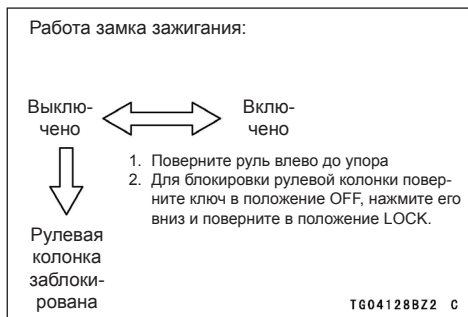 Работа замка зажигания:
Выклю-
чено
Вклю-
чено
1. Поверните руль влево до упора
2. Для блокировки рулевой колонки повер-
ните ключ в положение OFF, нажмите его
вниз и поверните в положение LOCK.
Рулевая
колонка
заблоки-
рована
TG04128BZ2 C